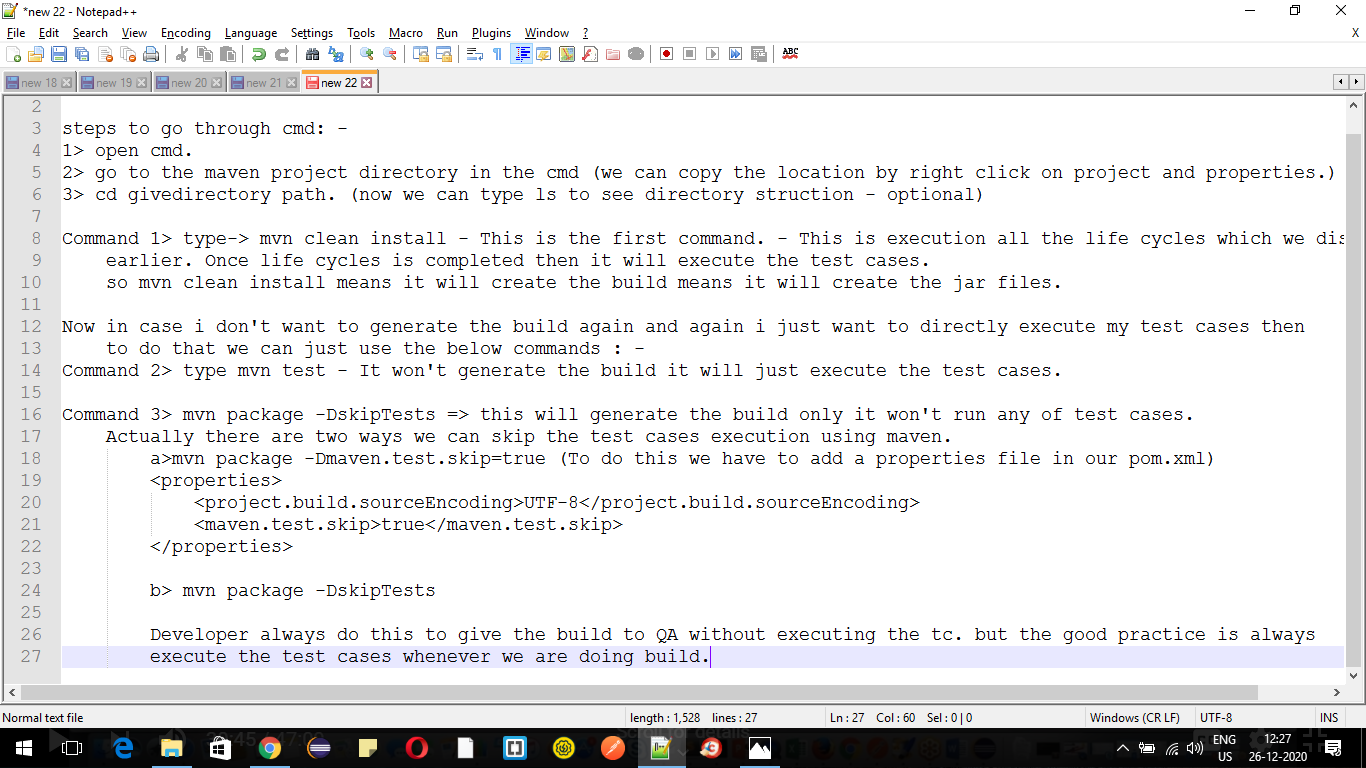 *new 22 - Notepad++
File Edit Search View Encoding Language Settings Tools Macro Run Plugins Window ? X
ABC
new 18 new 19 new 20 new 21 new 22
2
3 steps to go through cmd: -
4 1> open cmd.
5 2> go to the maven project directory in the cmd (we can copy the location by right click on project and properties.)
6 3> cd givedirectory path. (now we can type ls to see directory struction - optional)
7
8 Command 1> type-> mvn clean install - This is the first command. - This is execution all the life cycles which we dis
9 earlier. Once life cycles is completed then it will execute the test cases.
10 so mvn clean install means it will create the build means it will create the jar files.
11
12 Now in case i don't want to generate the build again and again i just want to directly execute my test cases then
13 to do that we can just use the below commands : -
14 Command 2> type mvn test - It won't generate the build it will just execute the test cases.
15
16 Command 3> mvn package -DskipTests => this will generate the build only it won't run any of test cases.
17 Actually there are two ways we can skip the test cases execution using maven.
18 a>mvn package -Dmaven.test.skip=true (To do this we have to add a properties file in our pom.xml)
19 <properties>
20 <project.build.sourceEncoding>UTF-8</project.build.sourceEncoding>
21 <maven.test.skip>true</maven.test.skip>
22 </properties>
23
24 b> mvn package -DskipTests
25
26 Developer always do this to give the build to QA without executing the tc. but the good practice is always
27 execute the test cases whenever we are doing build.
Normal text file length : 1,528 lines : 27 Ln : 27 Col : 60 Sel : 0 | 0 Windows (CR LF) UTF-8 INS
Scroll for details
ENG 12:27
US 26-12-2020